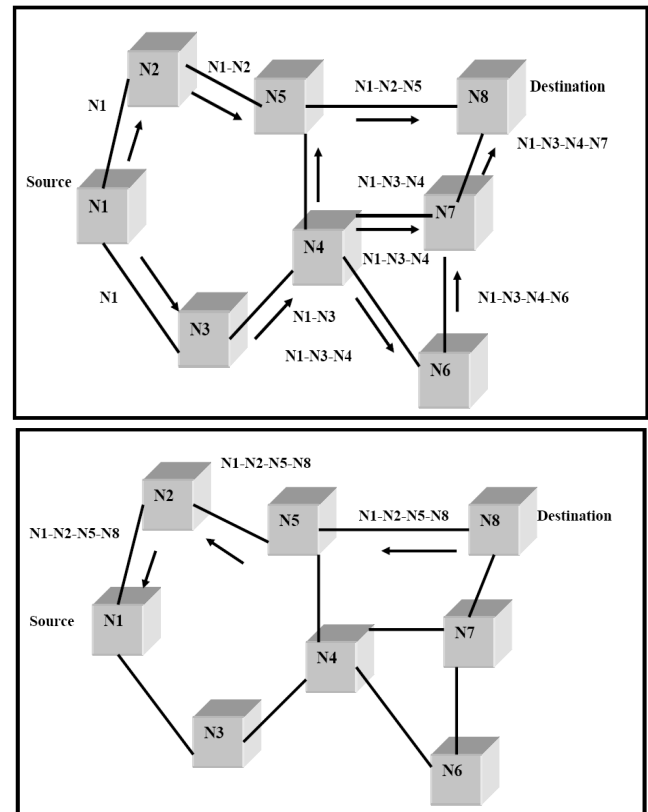 N2
N1-N2
N5
N1-N2-N5
N8
Destination
N1
N1-N3-N4-N7
Source
N1
N1-N3-N4
N7
N4
N1-N3-N4
N1
N3
N1-N3
N1-N3-N4-N6
N1-N3-N4
N6
N1-N2-N5-N8
N2
N5
N1-N2-N5-N8
N8
Destination
N1-N2-N5-N8
Source
N1
N4
N7
N3
N6